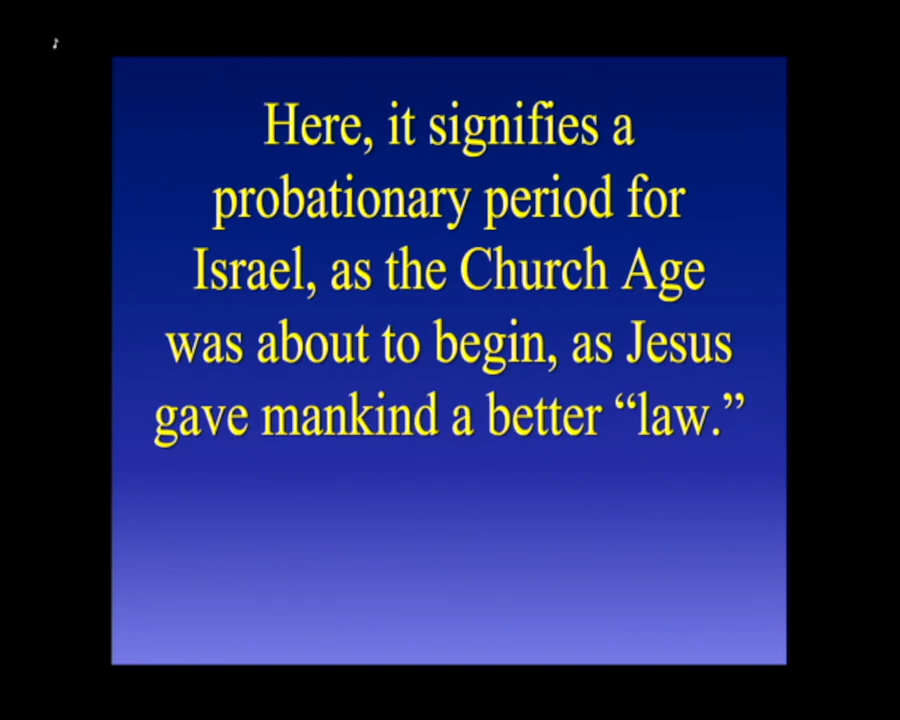 Here, it signifies a
probationary period for
Israel, as the Church Age
was about to begin, as Jesus
gave mankind a better “law.”